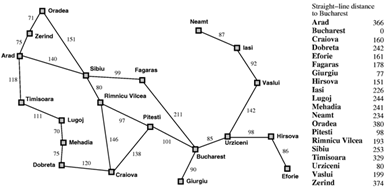 Oradea
71
Zerind
75
151
Arad
140
118
Sibiu
99
Fagaras
80
Rimnicu Vilcea
Timisoara
111
Lugoj
70
Mehadia
75
Dobreta
120
Craiova
146
97
Pitesti
138
101
211
Bucharest
90
Giurgiu
85
Urziceni
98
Hirsova
86
Eforie
142
Vaslui
92
Iasi
87
Neamt
Straight-line distance
to Bucharest
Arad 366
Bucharest 0
Craiova 160
Dobreta 242
Eforie 161
Fagaras 178
Giurgiu 77
Hirsova 151
Iasi 226
Lugoj 244
Mehadia 241
Neamt 234
Oradea 380
Pitesti 98
Rimnicu Vilcea 193
Sibiu 253
Timisoara 329
Urziceni 80
Vaslui 199
Zerind 374